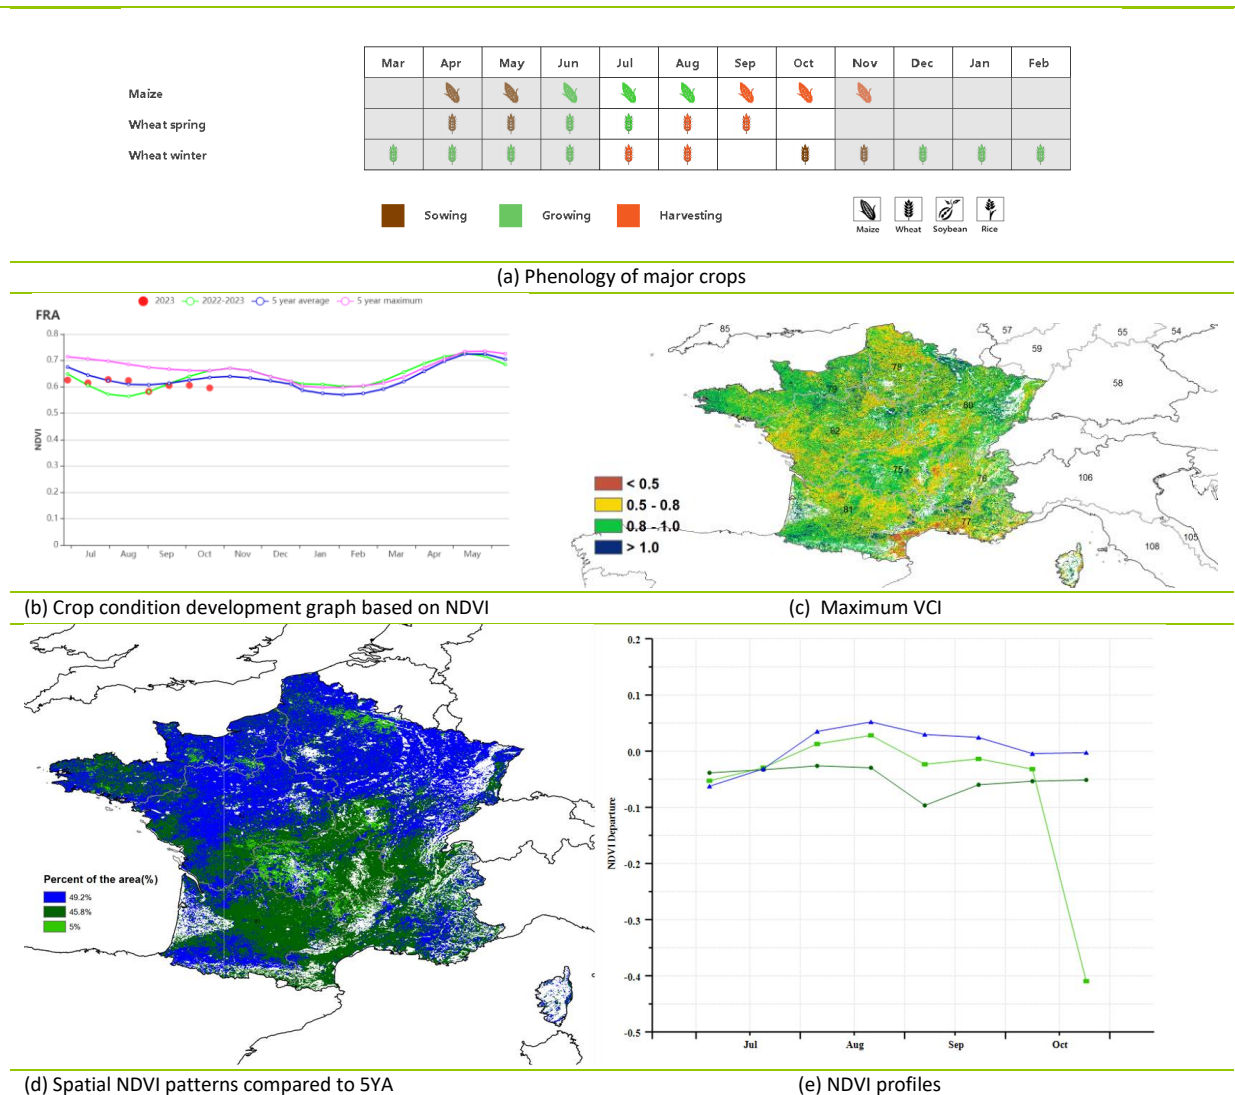 Mar Apr May Jun Jul Aug Sep Oct Nov Dec Jan Feb
Maize
Wheat spring
Wheat winter
Sowing Growing Harvesting
Maize Wheat Soybean Rice
(a) Phenology of major crops
2023 2022-2023 5 year average 5 year maximum
FRA
0.8
0.7
0.6
0.5
0.4
0.3
0.2
0.1
0
NDVI
Jul Aug Sep Oct Nov Dec Jan Feb Mar Apr May
85
57
55
54
59
58
79
79
80
82
75
76
81
77
106
105
108
< 0.5
0.5 - 0.8
0.8 - 1.0
> 1.0
(b) Crop condition development graph based on NDVI
(c) Maximum VCI
Percent of the area(%)
49.2%
45.8%
5%
0.2
0.1
0.0
-0.1
-0.2
-0.3
-0.4
-0.5
NDVI Departure
Jul Aug Sep Oct
(d) Spatial NDVI patterns compared to 5YA
(e) NDVI profiles